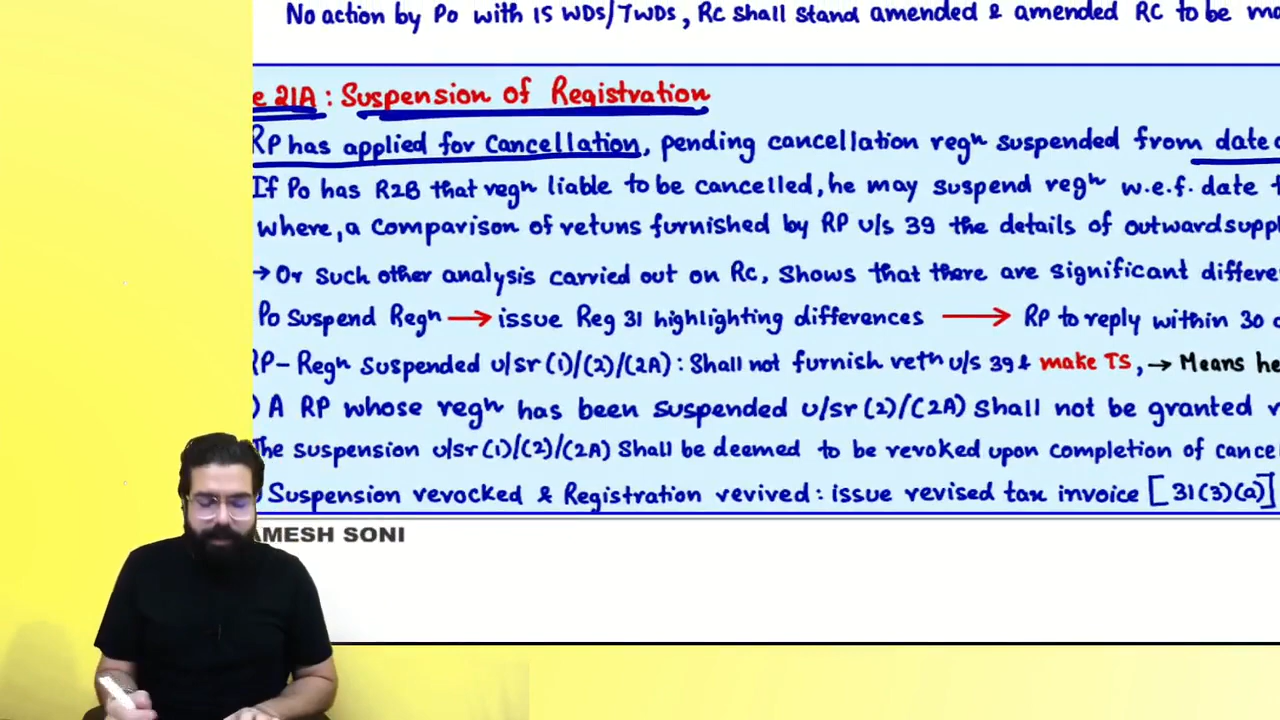 No action by Po with 15 WDs/7WDs, Rc shall stand amended & amended RC to be ma
e 21A : Suspension of Registration
RP has applied for Cancellation, pending cancellation regn suspended from date o
If Po has R2B that regn liable to be cancelled, he may suspend regn w.e.f. date t
where, a comparison of returns furnished by RP u/s 39 the details of outward suppl
→ Or such other analysis carried out on Rc, Shows that there are significant differe
Po Suspend Regn → issue Reg 31 highlighting differences → RP to reply within 30 d
RP- Regn Suspended u/sr (1)/(2)/(2A) : Shall not furnish retn u/s 39 & make TS, → Means he
) A RP whose regn has been suspended u/sr (2)/(2A) Shall not be granted r
The suspension u/sr (1)/(2)/(2A) Shall be deemed to be revoked upon completion of cance
Suspension revocked & Registration revived : issue revised tax invoice [31(3)(a)]
AMESH SONI